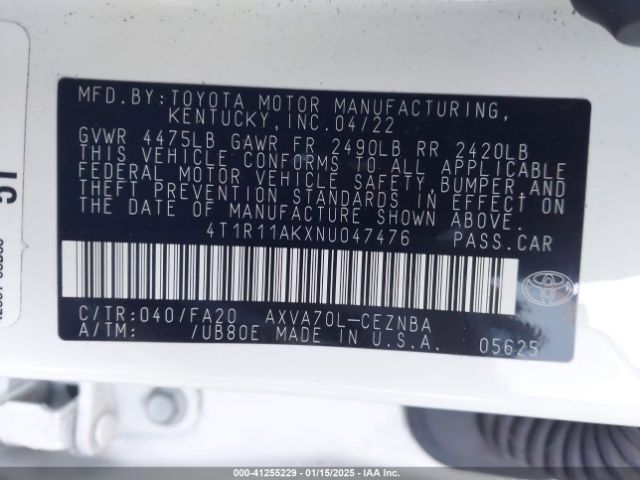 MFD.BY:TOYOTA MOTOR MANUFACTURING,
KENTUCKY,INC.04/22
GVWR 4475LB GAWR FR 2490LB RR 2420LB
THIS VEHICLE CONFORMS TO ALL APPLICABLE
FEDERAL MOTOR VEHICLE SAFETY,BUMPER,AND
THEFT PREVENTION STANDARDS IN EFFECT ON
THE DATE OF MANUFACTURE SHOWN ABOVE.
4T1R11AKXNU047476 PASS.CAR
C/TR:040/FA20 AXVA70L-CEZNBA
A/TM: /UB80E MADE IN U.S.A. 05625
000-41255229 - 01/15/2025 - IAA Inc.